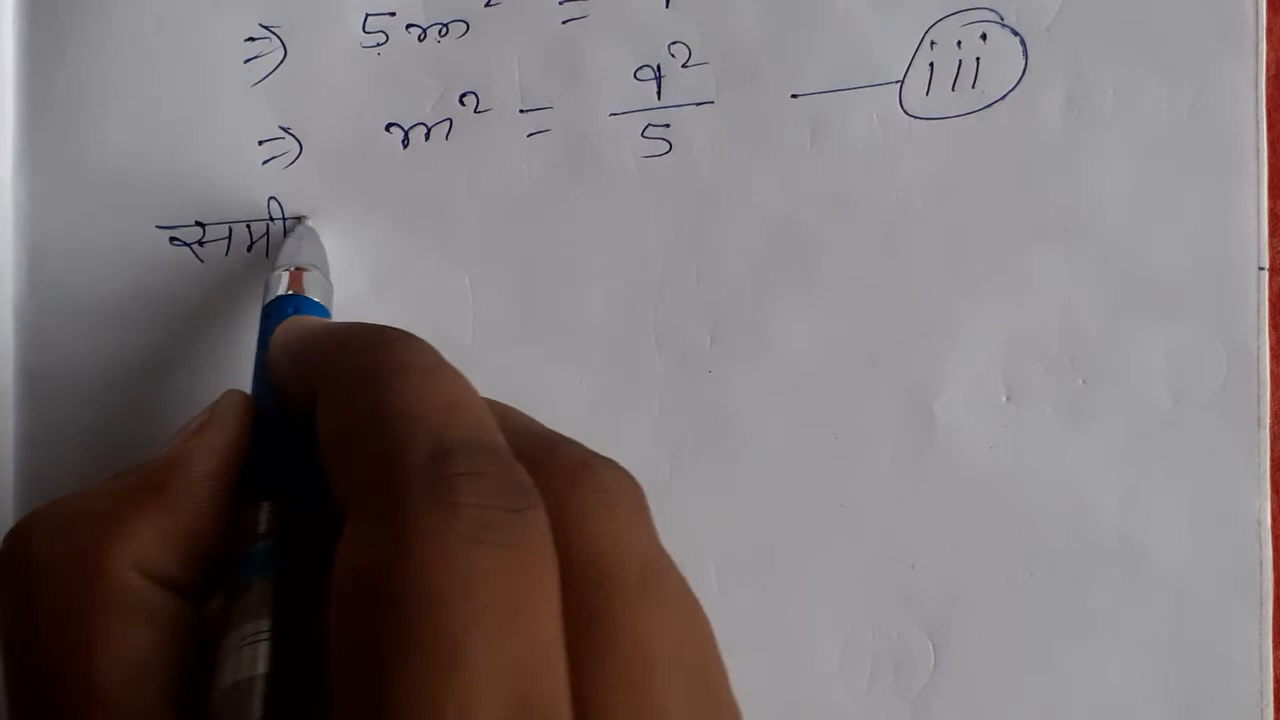 ⇒ 5m² =
⇒ m² = q²/5 — iii
समी